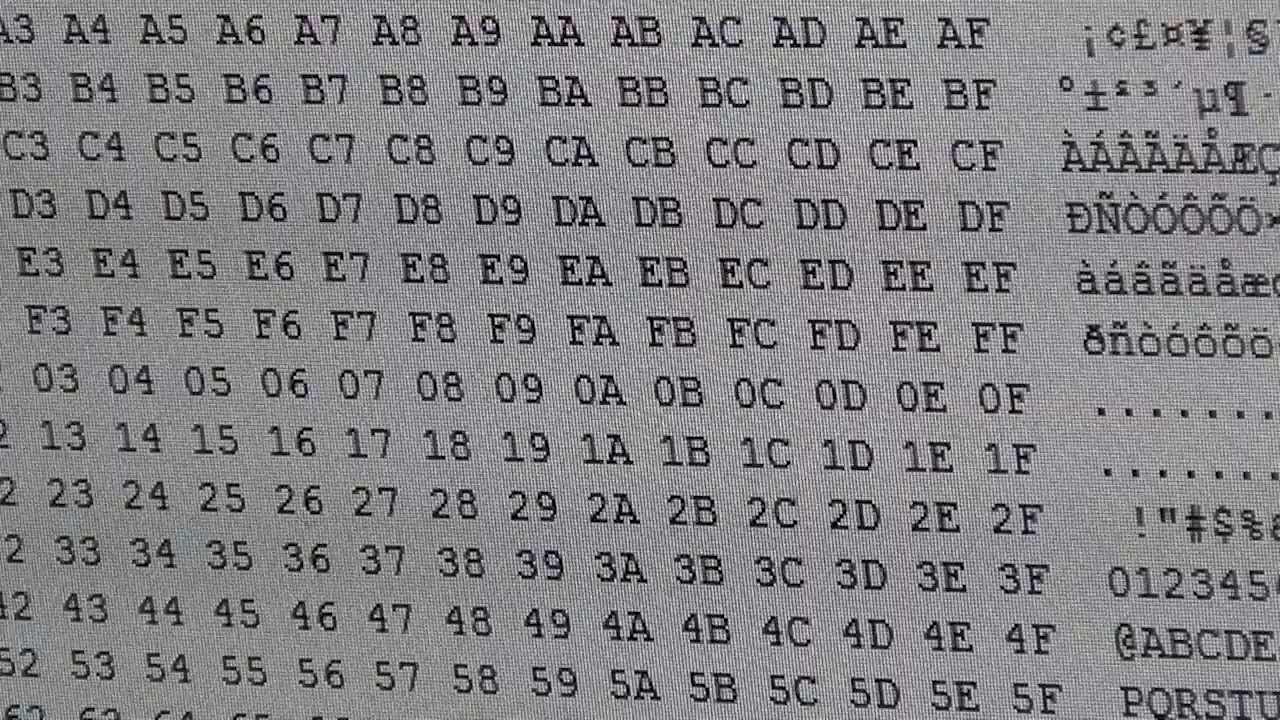 A3 A4 A5 A6 A7 A8 A9 AA AB AC AD AE AF ¡¢£¤¥¦§
B3 B4 B5 B6 B7 B8 B9 BA BB BC BD BE BF °±²³´µ¶·
C3 C4 C5 C6 C7 C8 C9 CA CB CC CD CE CF ÀÁÂÃÄÅÆÇ
D3 D4 D5 D6 D7 D8 D9 DA DB DC DD DE DF ÐÑÒÓÔÕÖ×
E3 E4 E5 E6 E7 E8 E9 EA EB EC ED EE EF àáâãäåæç
F3 F4 F5 F6 F7 F8 F9 FA FB FC FD FE FF ðñòóôõö
03 04 05 06 07 08 09 0A 0B 0C 0D 0E 0F .......
2 13 14 15 16 17 18 19 1A 1B 1C 1D 1E 1F .......
2 23 24 25 26 27 28 29 2A 2B 2C 2D 2E 2F !"#$%&
2 33 34 35 36 37 38 39 3A 3B 3C 3D 3E 3F 012345
42 43 44 45 46 47 48 49 4A 4B 4C 4D 4E 4F @ABCDE
52 53 54 55 56 57 58 59 5A 5B 5C 5D 5E 5F PQRSTU